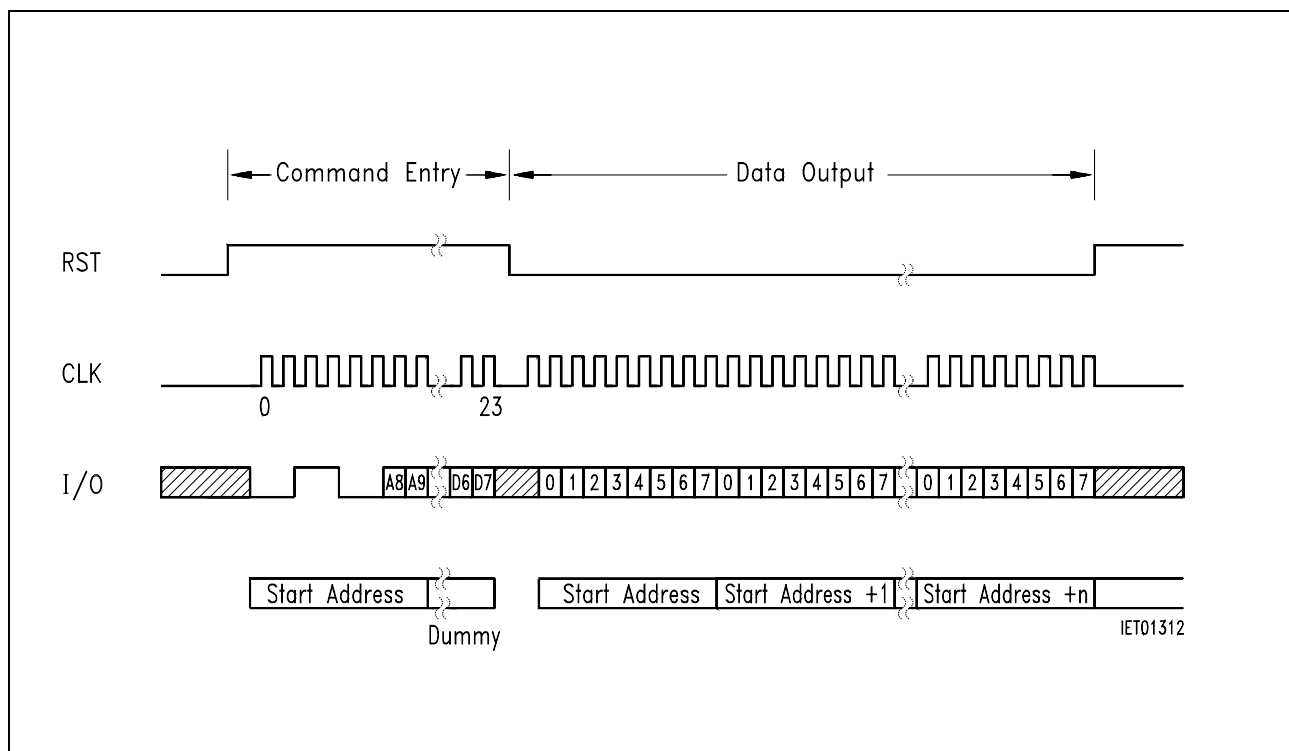 Command Entry Data Output
RST
CLK
0 23
I/O A8 A9 D6 D7 0 1 2 3 4 5 6 7 0 1 2 3 4 5 6 7 0 1 2 3 4 5 6 7
Start Address Start Address Start Address +1 Start Address +n
Dummy IET01312